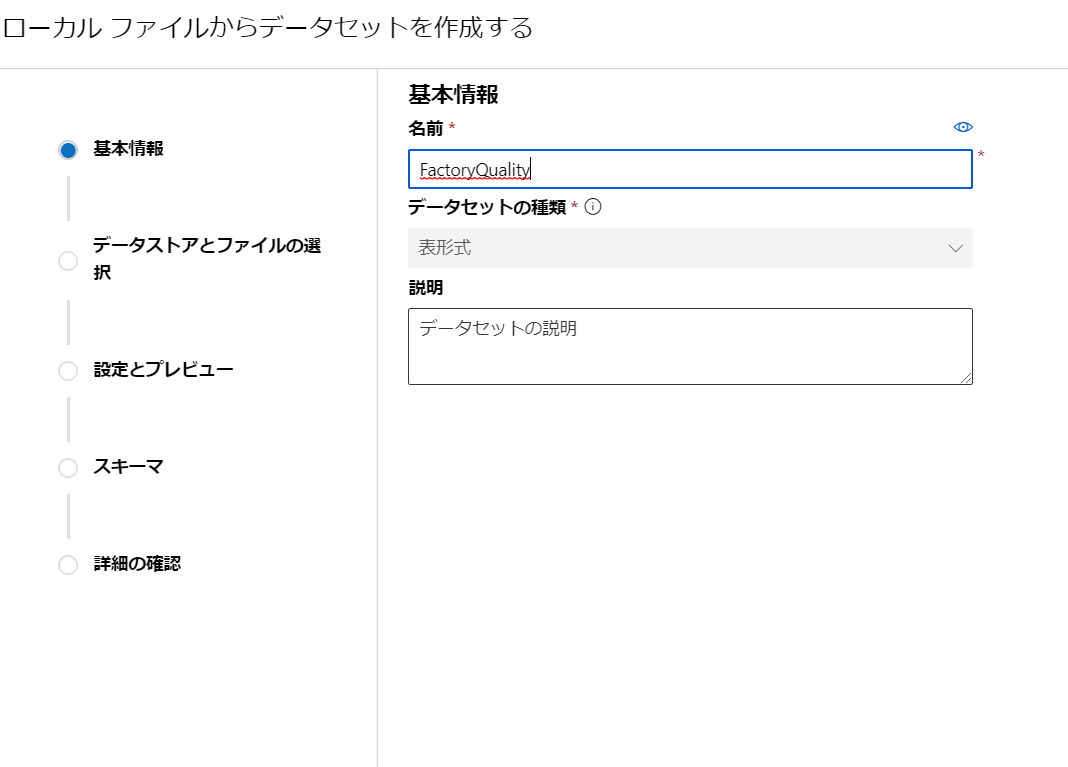 ローカル ファイルからデータセットを作成する
基本情報
データストアとファイルの選
択
設定とプレビュー
スキーマ
詳細の確認
基本情報
名前 *
FactoryQuality
*
データセットの種類 *
表形式
説明
データセットの説明